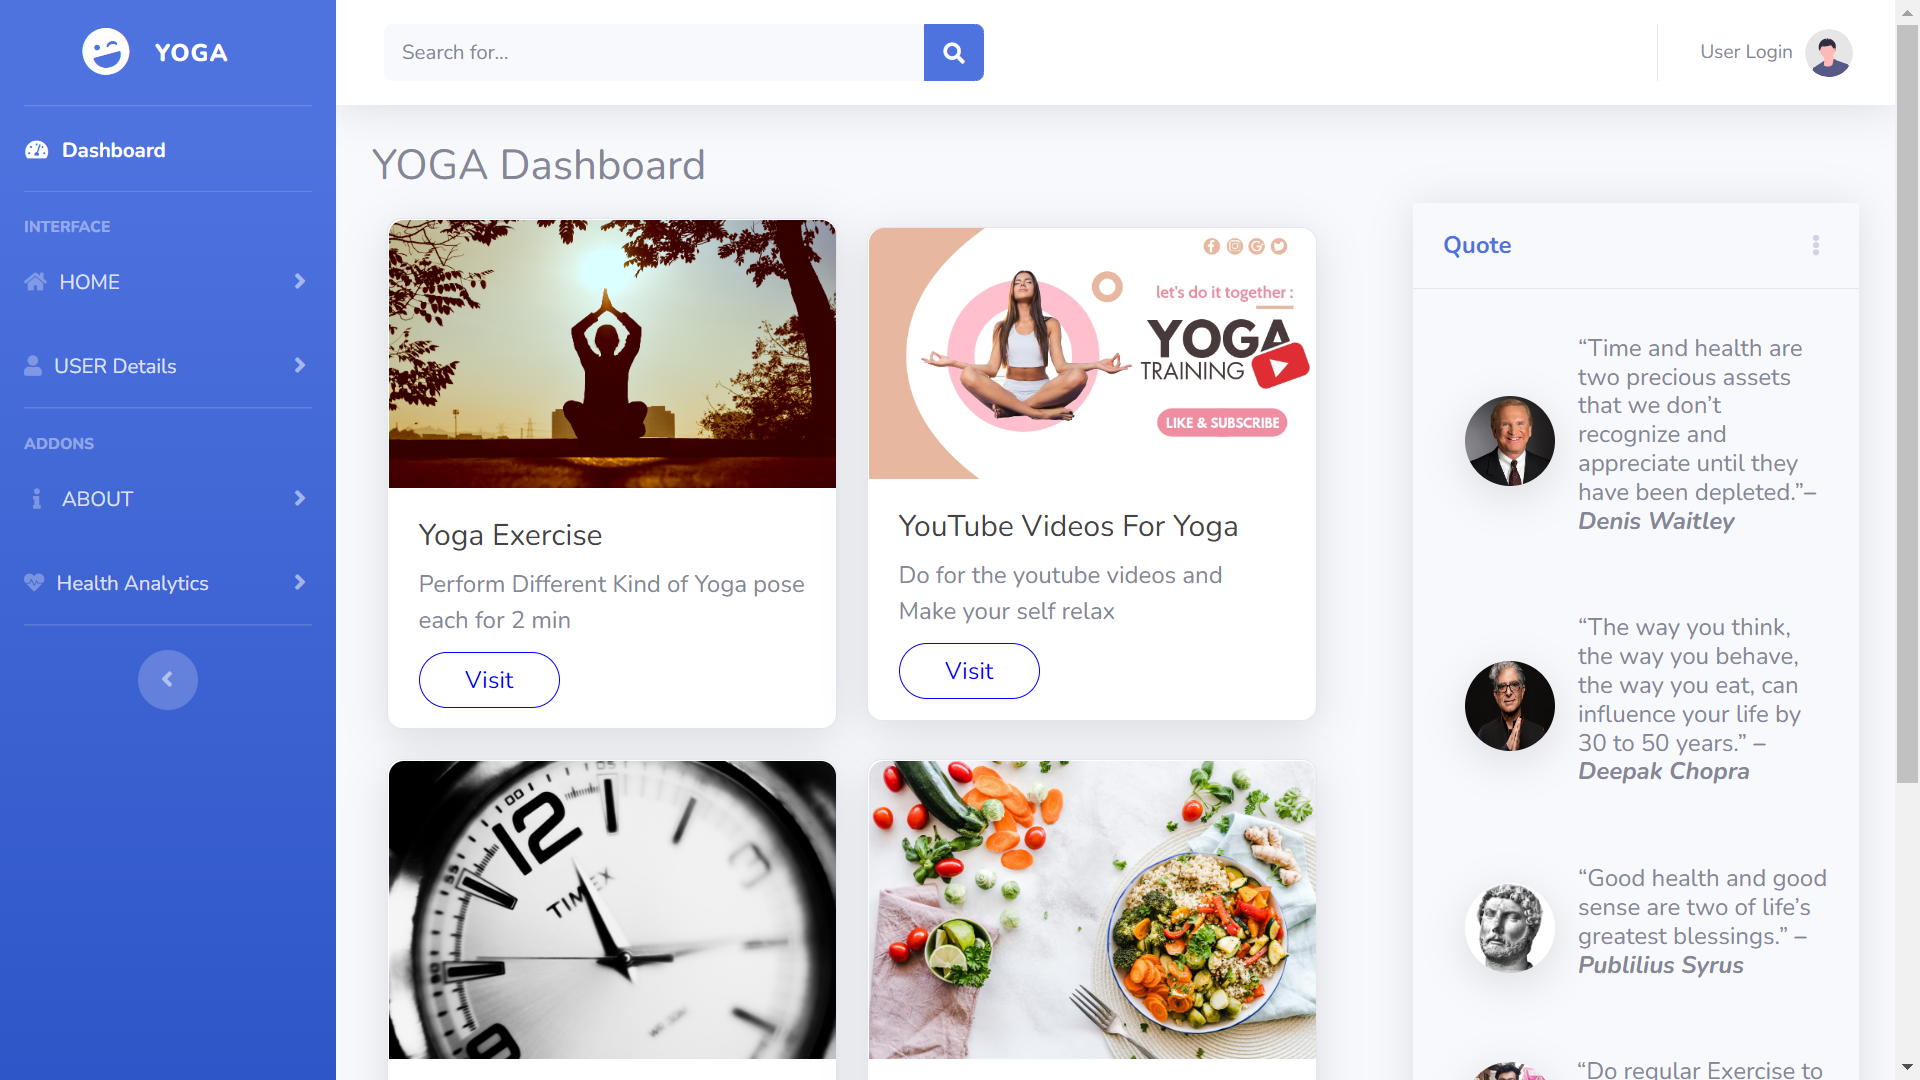 YOGA
Search for...
User Login
Dashboard
INTERFACE
HOME
USER Details
ADDONS
ABOUT
Health Analytics
YOGA Dashboard
Yoga Exercise
Perform Different Kind of Yoga pose
each for 2 min
Visit
let's do it together :
YOGA
TRAINING
LIKE & SUBSCRIBE
YouTube Videos For Yoga
Do for the youtube videos and
Make your self relax
Visit
12
TIMEX
Quote
“Time and health are
two precious assets
that we don’t
recognize and
appreciate until they
have been depleted.”–
Denis Waitley
“The way you think,
the way you behave,
the way you eat, can
influence your life by
30 to 50 years.” –
Deepak Chopra
“Good health and good
sense are two of life’s
greatest blessings.” –
Publilius Syrus
“Do regular Exercise to